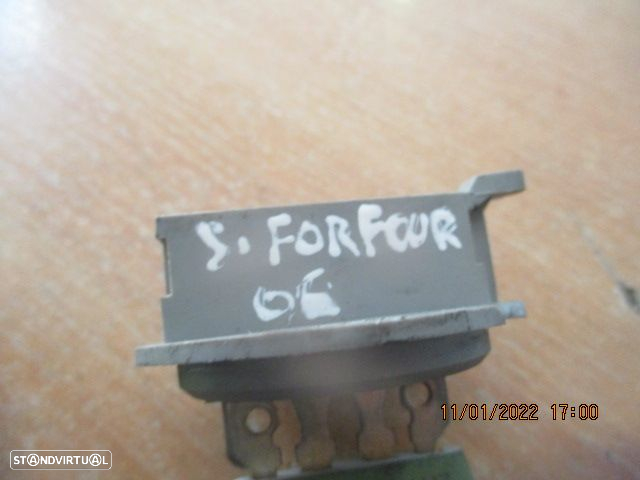 S. FORFOUR
06
11/01/2022 17:00
STANDVIRTUAL